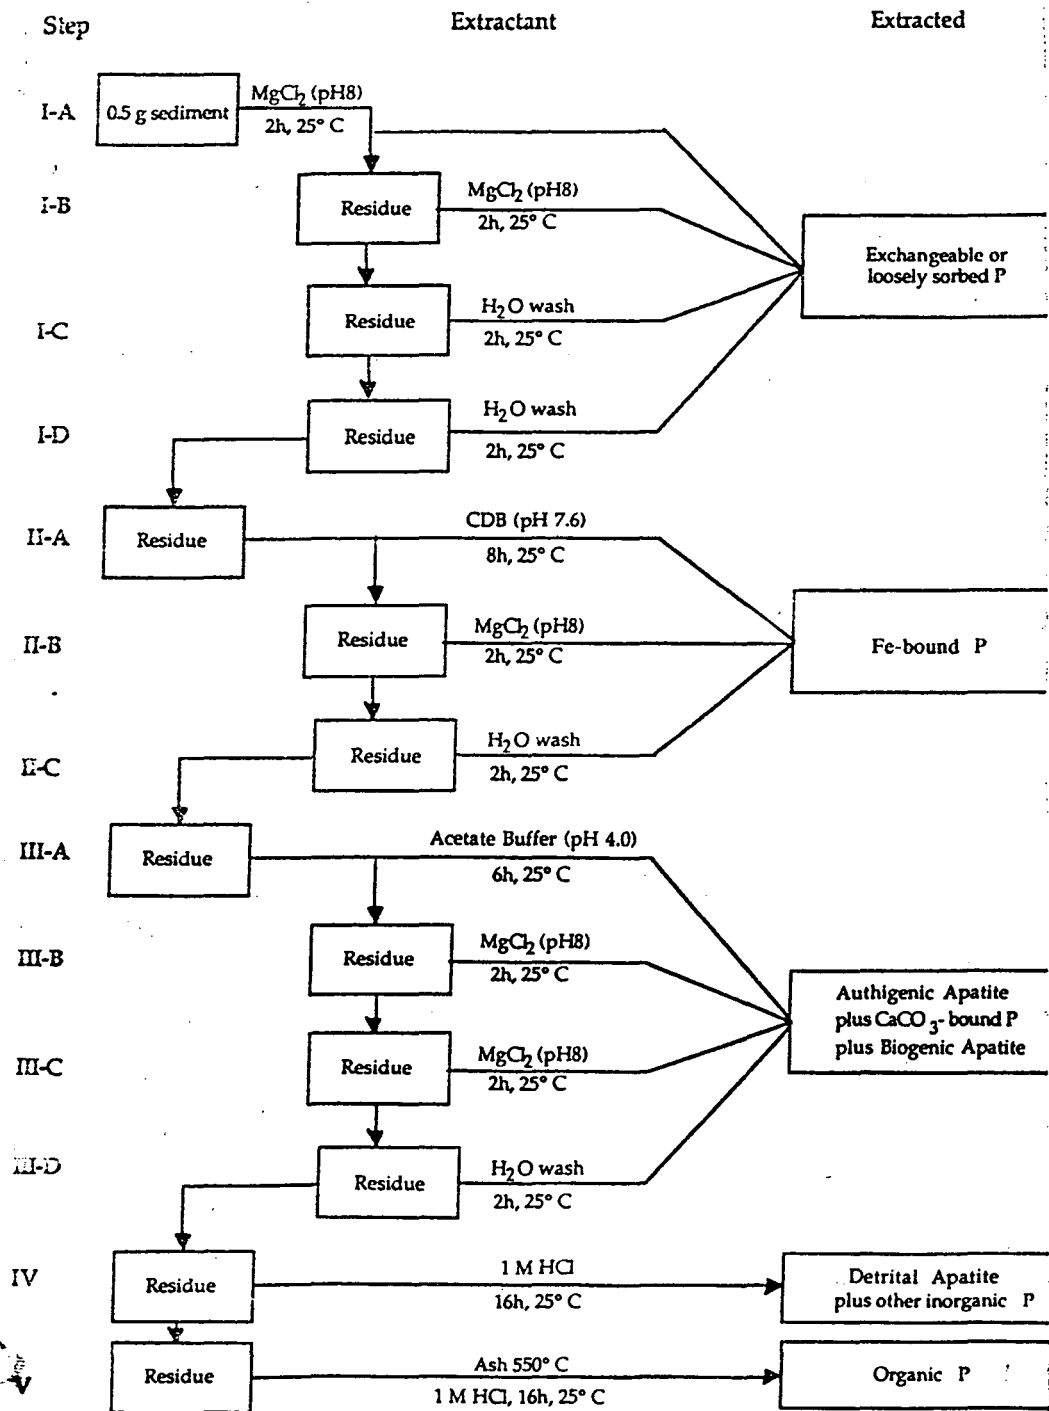 Step Extractant Extracted
I-A 0.5 g sediment MgCl2 (pH8)
2h, 25° C
I-B Residue MgCl2 (pH8)
2h, 25° C
Exchangeable or
loosely sorbed P
I-C Residue H2O wash
2h, 25° C
I-D Residue H2O wash
2h, 25° C
II-A Residue CDB (pH 7.6)
8h, 25° C
II-B Residue MgCl2 (pH8)
2h, 25° C
Fe-bound P
II-C Residue H2O wash
2h, 25° C
III-A Residue Acetate Buffer (pH 4.0)
6h, 25° C
III-B Residue MgCl2 (pH8)
2h, 25° C
Authigenic Apatite
plus CaCO3-bound P
plus Biogenic Apatite
III-C Residue MgCl2 (pH8)
2h, 25° C
III-D Residue H2O wash
2h, 25° C
IV Residue 1 M HCl
16h, 25° C
Detrital Apatite
plus other inorganic P
V Residue Ash 550° C
1 M HCl, 16h, 25° C
Organic P